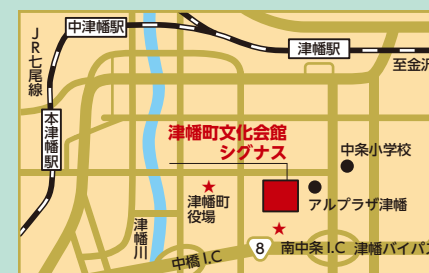 中津幡駅
JR七尾線
津幡駅
至金沢
本津幡駅
津幡町文化会館
シグナス
中条小学校
津幡町
役場
アルプラザ津幡
津幡川
中橋I.C
8
南中条I.C
津幡バイパス